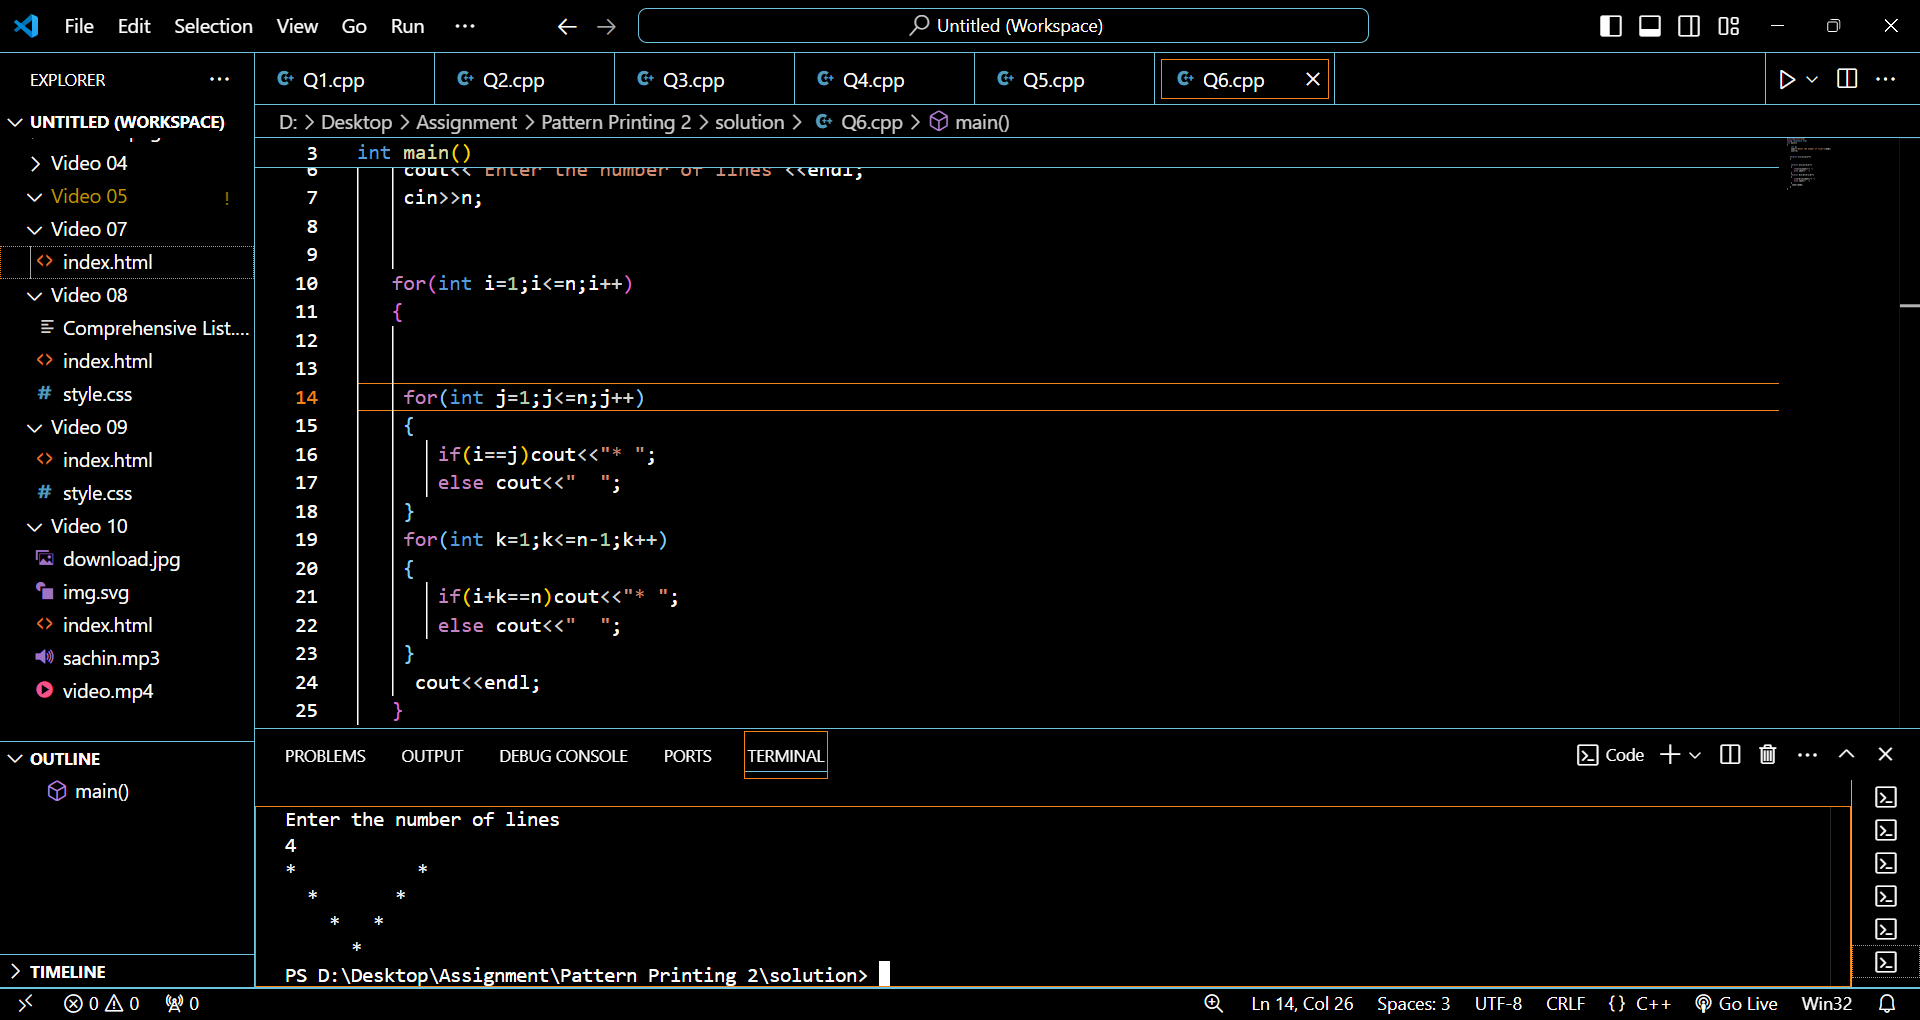 File Edit Selection View Go Run ···
Untitled (Workspace)
EXPLORER
Q1.cpp Q2.cpp Q3.cpp Q4.cpp Q5.cpp Q6.cpp
UNTITLED (WORKSPACE)
Video 04
Video 05 !
Video 07
index.html
Video 08
Comprehensive List....
index.html
style.css
Video 09
index.html
style.css
Video 10
download.jpg
img.svg
index.html
sachin.mp3
video.mp4
OUTLINE
main()
TIMELINE
D: > Desktop > Assignment > Pattern Printing 2 > solution > Q6.cpp > main()
3 int main()
6 cout<<"Enter the number of lines"<<endl;
7 cin>>n;
8
9
10 for(int i=1;i<=n;i++)
11 {
12
13
14 for(int j=1;j<=n;j++)
15 {
16 if(i==j)cout<<"* ";
17 else cout<<"  ";
18 }
19 for(int k=1;k<=n-1;k++)
20 {
21 if(i+k==n)cout<<"* ";
22 else cout<<"  ";
23 }
24 cout<<endl;
25 }
PROBLEMS OUTPUT DEBUG CONSOLE PORTS TERMINAL
Code
Enter the number of lines
4
*           *
  *       *
    *   *
      *
PS D:\Desktop\Assignment\Pattern Printing 2\solution>
0 0 0
Ln 14, Col 26 Spaces: 3 UTF-8 CRLF {} C++ Go Live Win32